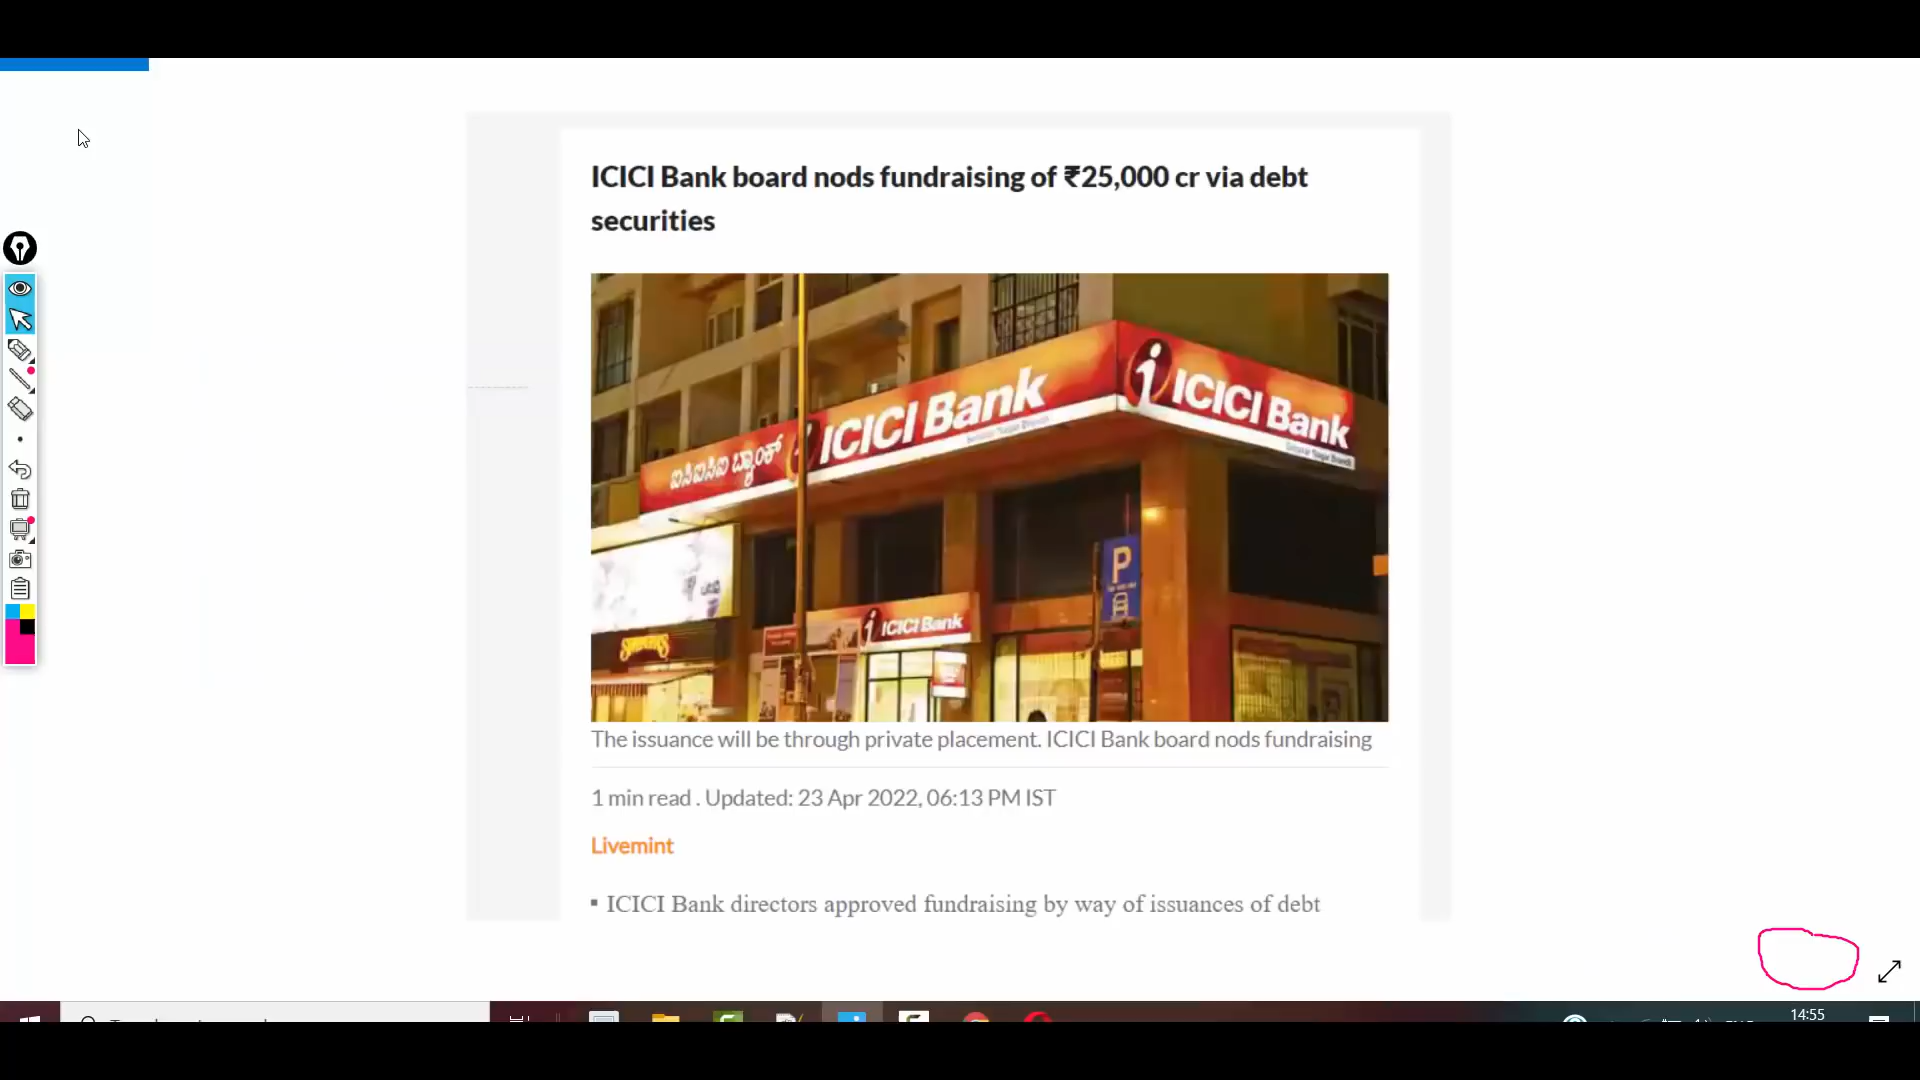 ICICI Bank board nods fundraising of ₹25,000 cr via debt
securities
ಐಸಿಐಸಿಐ ಬ್ಯಾಂಕ್
ICICI Bank
ICICI Bank
P
ICICI Bank
The issuance will be through private placement. ICICI Bank board nods fundraising
1 min read . Updated: 23 Apr 2022, 06:13 PM IST
Livemint
▪ ICICI Bank directors approved fundraising by way of issuances of debt
14:55